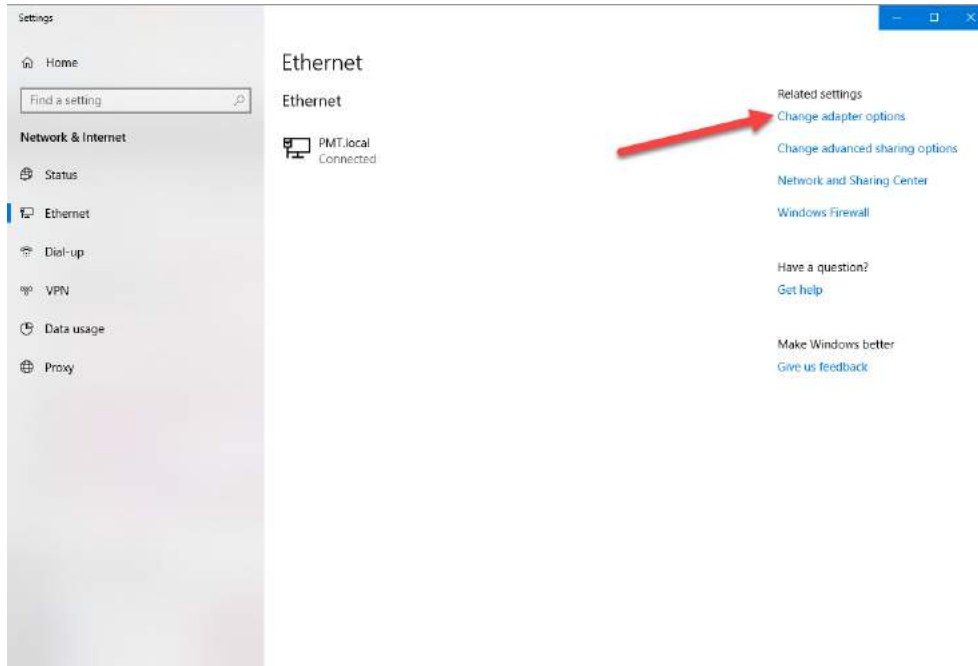 Settings
Home
Find a setting
Network & Internet
Status
Ethernet
Dial-up
VPN
Data usage
Proxy
Ethernet
Ethernet
PMT.local
Connected
Related settings
Change adapter options
Change advanced sharing options
Network and Sharing Center
Windows Firewall
Have a question?
Get help
Make Windows better
Give us feedback